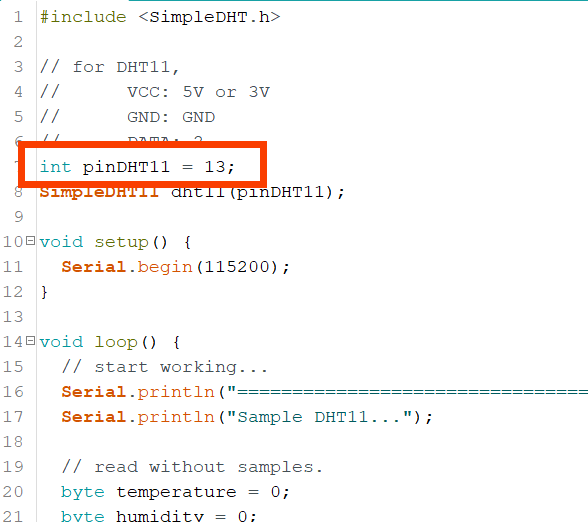 1 #include <SimpleDHT.h>
2
3 // for DHT11,
4 // VCC: 5V or 3V
5 // GND: GND
6 // DATA: 2
7 int pinDHT11 = 13;
8 SimpleDHT11 dht11(pinDHT11);
9
10 void setup() {
11 Serial.begin(115200);
12 }
13
14 void loop() {
15 // start working...
16 Serial.println("=================================
17 Serial.println("Sample DHT11...");
18
19 // read without samples.
20 byte temperature = 0;
21 byte humidity = 0;